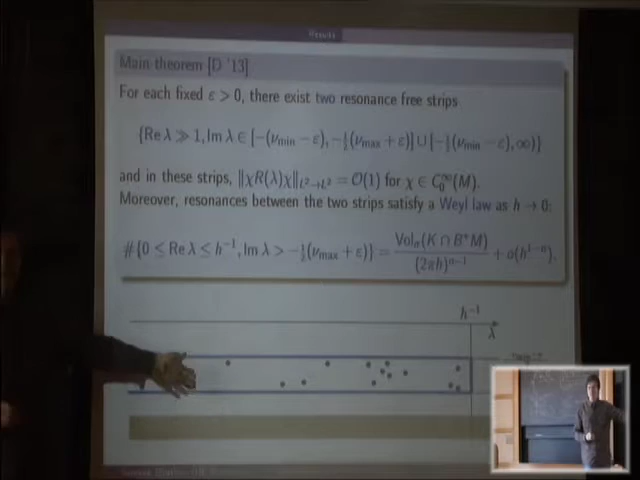 Results
Main theorem [D '13]
For each fixed ε > 0, there exist two resonance free strips
{Re λ ≫ 1, Im λ ∈ [−(ν_min − ε), −½(ν_max + ε)] ∪ [−½(ν_min − ε), ∞)}
and in these strips, ‖χR(λ)χ‖_{L²→L²} = O(1) for χ ∈ C₀^∞(M).
Moreover, resonances between the two strips satisfy a Weyl law as h → 0:
#{0 ≤ Re λ ≤ h⁻¹, Im λ > −½(ν_max + ε)} = Vol_σ(K ∩ B*M) / (2πh)ⁿ⁻¹ + o(h¹⁻ⁿ).
h⁻¹
λ